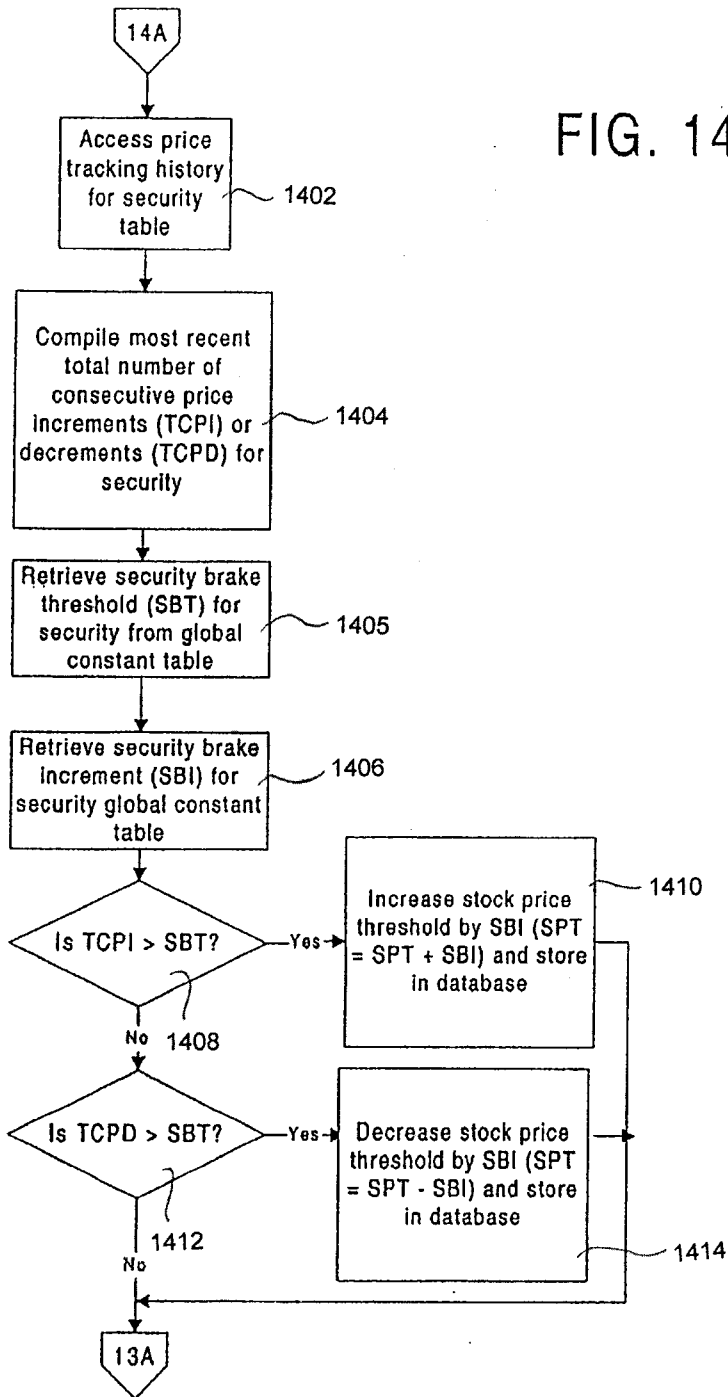 14A
FIG. 14
Access price
tracking history
for security
table
1402
Compile most recent
total number of
consecutive price
increments (TCPI) or
decrements (TCPD) for
security
1404
Retrieve security brake
threshold (SBT) for
security from global
constant table
1405
Retrieve security brake
increment (SBI) for
security global constant
table
1406
Is TCPI > SBT?
Yes
1408
Increase stock price
threshold by SBI (SPT
= SPT + SBI) and store
in database
1410
No
Is TCPD > SBT?
Yes
1412
Decrease stock price
threshold by SBI (SPT
= SPT - SBI) and store
in database
1414
No
13A